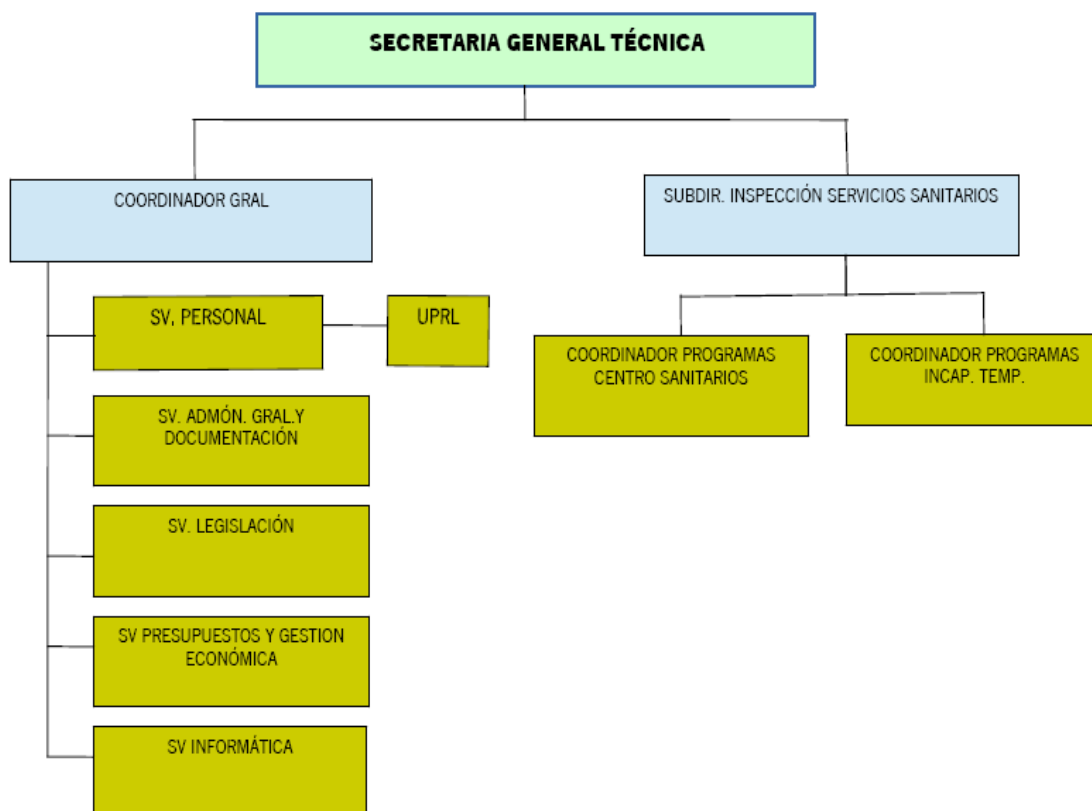 SECRETARIA GENERAL TÉCNICA
COORDINADOR GRAL
SUBDIR. INSPECCIÓN SERVICIOS SANITARIOS
SV, PERSONAL
UPRL
COORDINADOR PROGRAMAS
CENTRO SANITARIOS
COORDINADOR PROGRAMAS
INCAP. TEMP.
SV. ADMÓN. GRAL.Y
DOCUMENTACIÓN
SV. LEGISLACIÓN
SV PRESUPUESTOS Y GESTION
ECONÓMICA
SV INFORMÁTICA